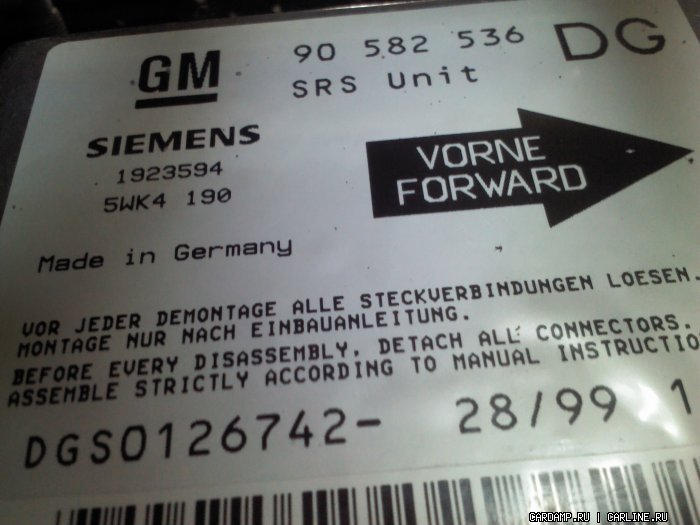 GM
90 582 536 DG
SRS Unit
SIEMENS
1923594
5WK4 190
VORNE
FORWARD
Made in Germany
VOR JEDER DEMONTAGE ALLE STECKVERBINDUNGEN LOESEN.
MONTAGE NUR NACH EINBAUANLEITUNG.
BEFORE EVERY DISASSEMBLY, DETACH ALL CONNECTORS.
ASSEMBLE STRICTLY ACCORDING TO MANUAL INSTRUCTIO
DGS0126742- 28/99 1
CARDAMP.RU | CARLINE.RU